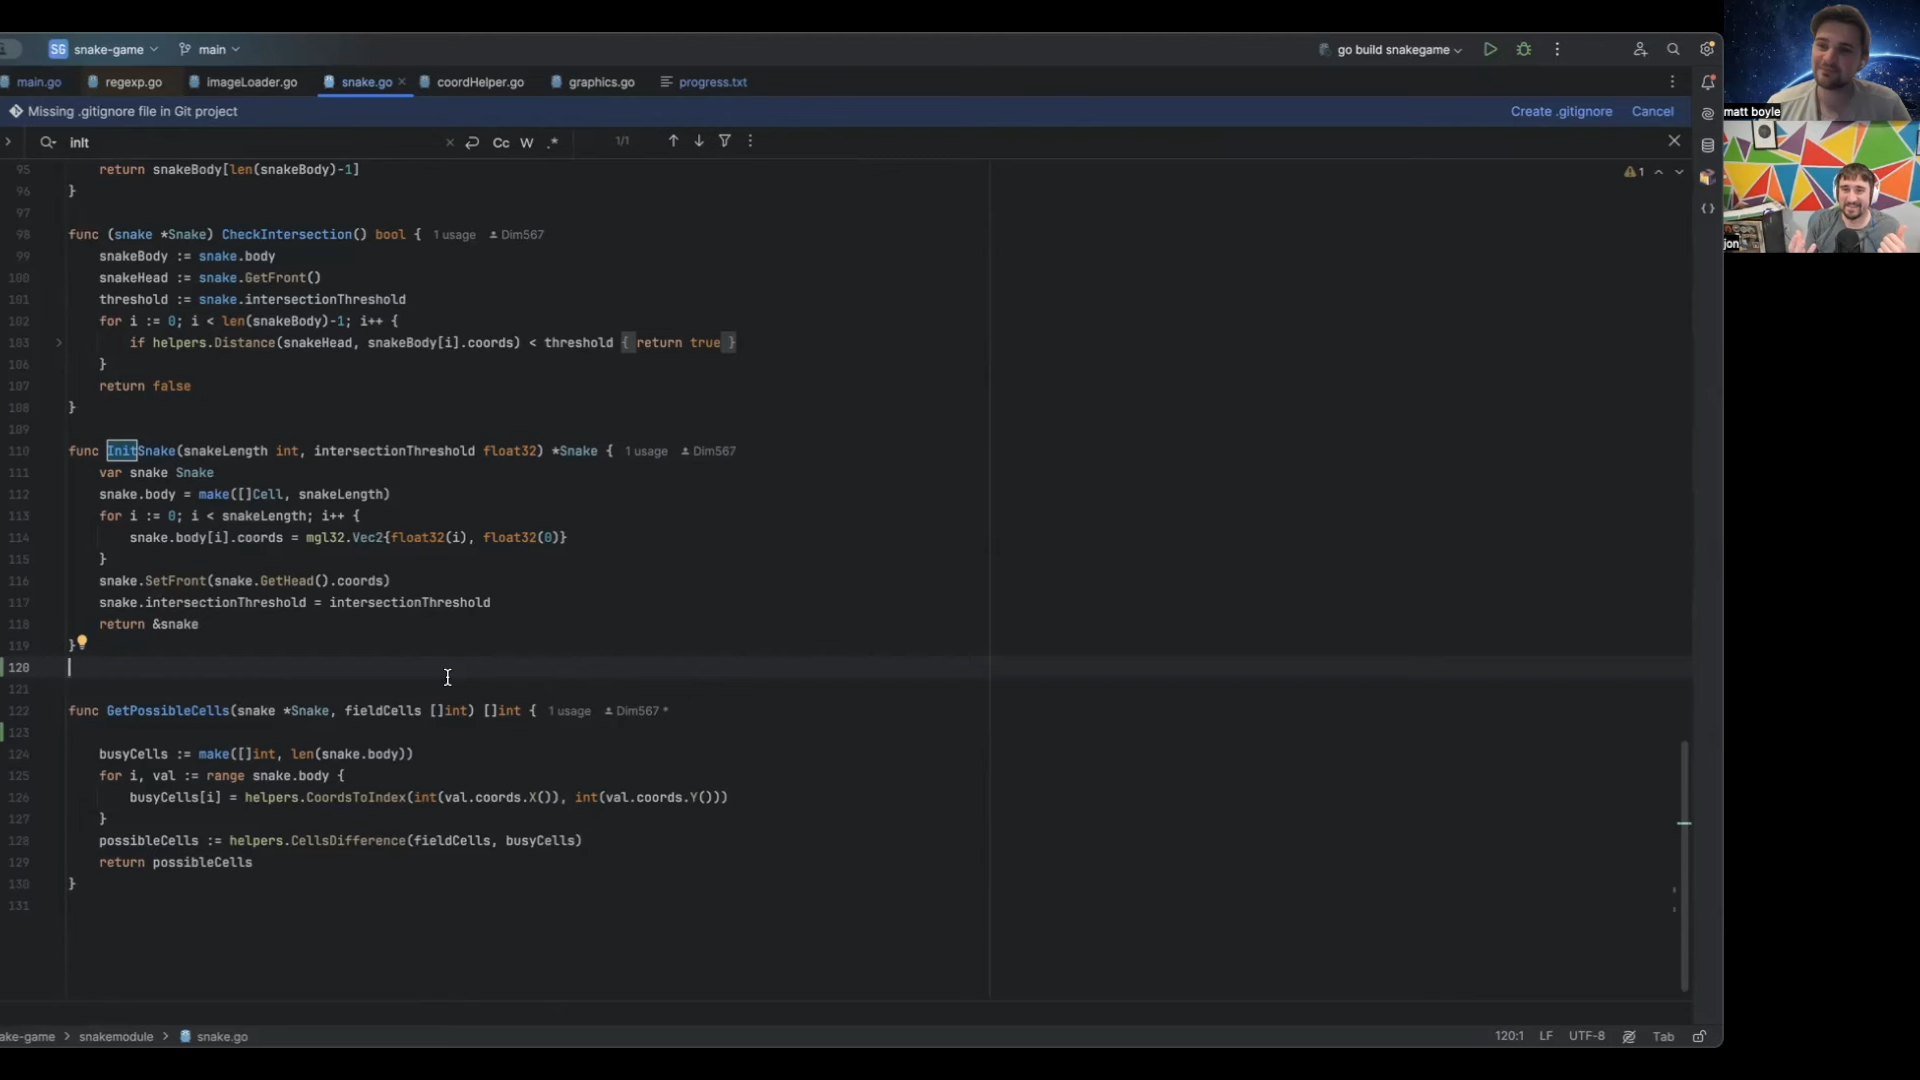 SG snake-game main go build snakegame
main.go regexp.go imageLoader.go snake.go coordHelper.go graphics.go progress.txt
Missing .gitignore file in Git project Create .gitignore Cancel
inIt Cc W .* 1/1
95 return snakeBody[len(snakeBody)-1] 1
96 }
97
98 func (snake *Snake) CheckIntersection() bool { 1 usage Dim567
99 snakeBody := snake.body
100 snakeHead := snake.GetFront()
101 threshold := snake.intersectionThreshold
102 for i := 0; i < len(snakeBody)-1; i++ {
103 if helpers.Distance(snakeHead, snakeBody[i].coords) < threshold { return true }
106 }
107 return false
108 }
109
110 func InitSnake(snakeLength int, intersectionThreshold float32) *Snake { 1 usage Dim567
111 var snake Snake
112 snake.body = make([]Cell, snakeLength)
113 for i := 0; i < snakeLength; i++ {
114 snake.body[i].coords = mgl32.Vec2{float32(i), float32(0)}
115 }
116 snake.SetFront(snake.GetHead().coords)
117 snake.intersectionThreshold = intersectionThreshold
118 return &snake
119 }
120
121
122 func GetPossibleCells(snake *Snake, fieldCells []int) []int { 1 usage Dim567 *
123
124 busyCells := make([]int, len(snake.body))
125 for i, val := range snake.body {
126 busyCells[i] = helpers.CoordsToIndex(int(val.coords.X()), int(val.coords.Y()))
127 }
128 possibleCells := helpers.CellsDifference(fieldCells, busyCells)
129 return possibleCells
130 }
131
ake-game > snakemodule > snake.go 120:1 LF UTF-8 Tab
matt boyle
jon